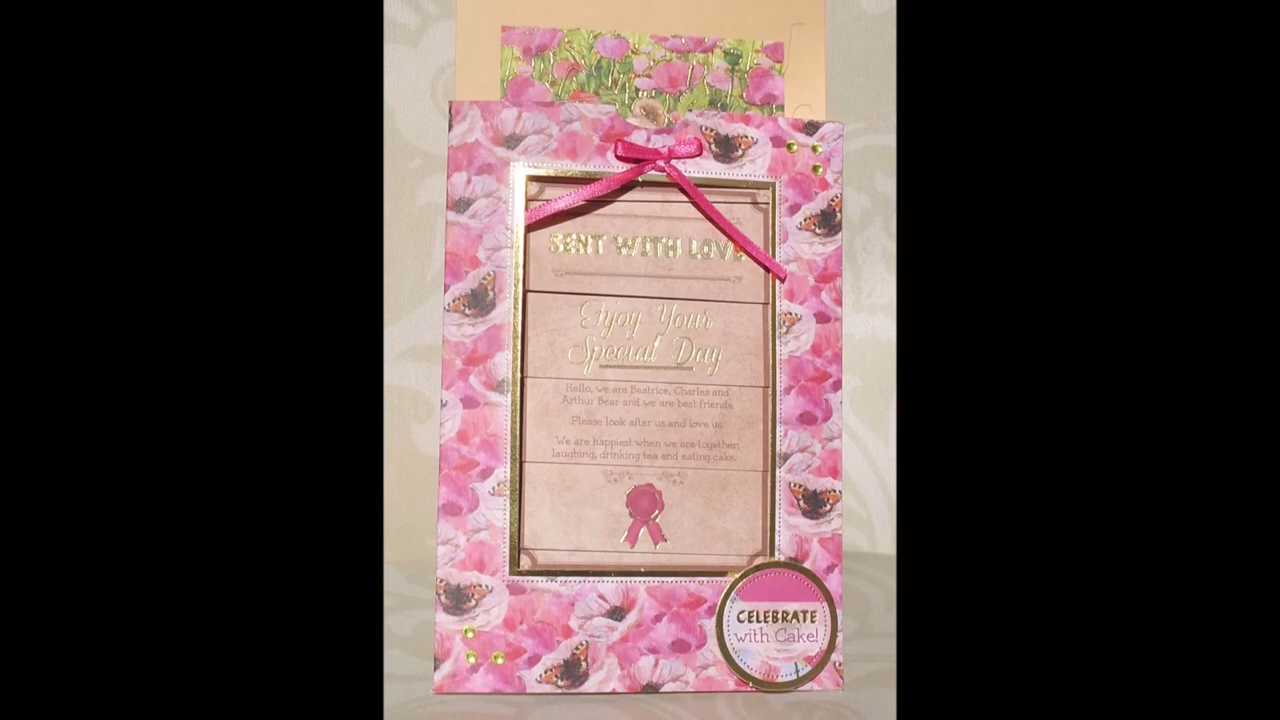 SENT WITH LOVE
Enjoy Your
Special Day
Hello, we are Beatrice, Charles and
Arthur Bear and we are best friends.
Please look after us and love us.
We are happiest when we are together;
laughing, drinking tea and eating cake.
CELEBRATE
with Cake!